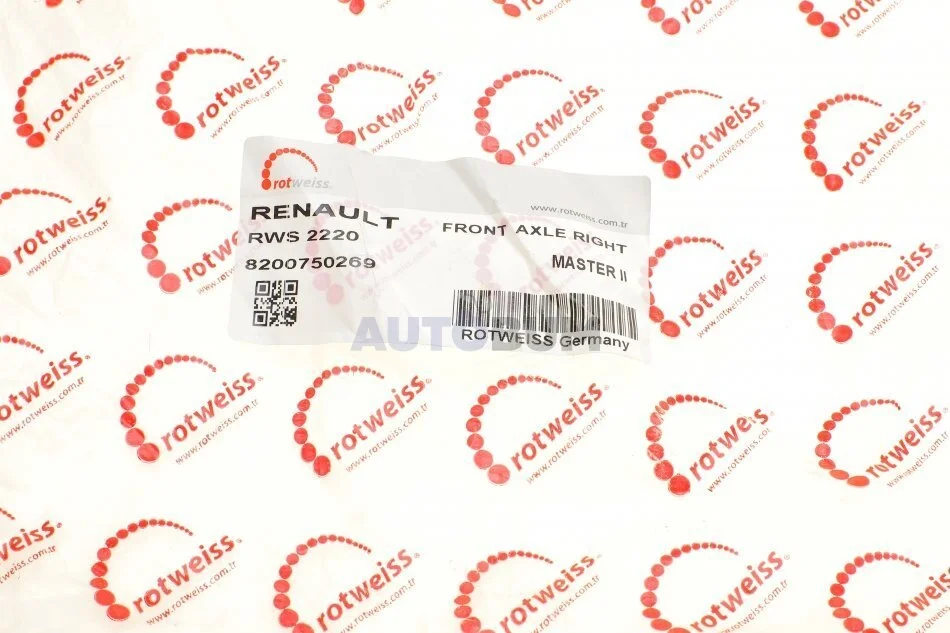 rotweiss.
www.rotweiss.com.tr
RENAULT
FRONT AXLE RIGHT
RWS 2220
MASTER II
8200750269
ROTWEISS Germany
AUTODUTI
rotweiss
www.rotweiss.com.tr